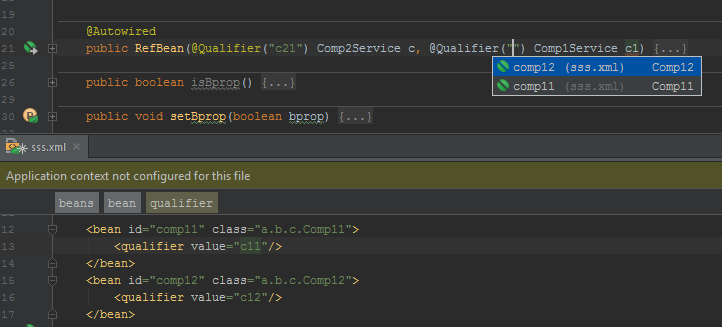 19
20 @Autowired
21 public RefBean(@Qualifier("c21") Comp2Service c, @Qualifier("") Comp1Service c1) {...}
25
comp12 (sss.xml) Comp12
comp11 (sss.xml) Comp11
26 public boolean isBprop() {...}
29
30 public void setBprop(boolean bprop) {...}
sss.xml
Application context not configured for this file
beans bean qualifier
12 <bean id="comp11" class="a.b.c.Comp11">
13 <qualifier value="c11"/>
14 </bean>
15 <bean id="comp12" class="a.b.c.Comp12">
16 <qualifier value="c12"/>
17 </bean>